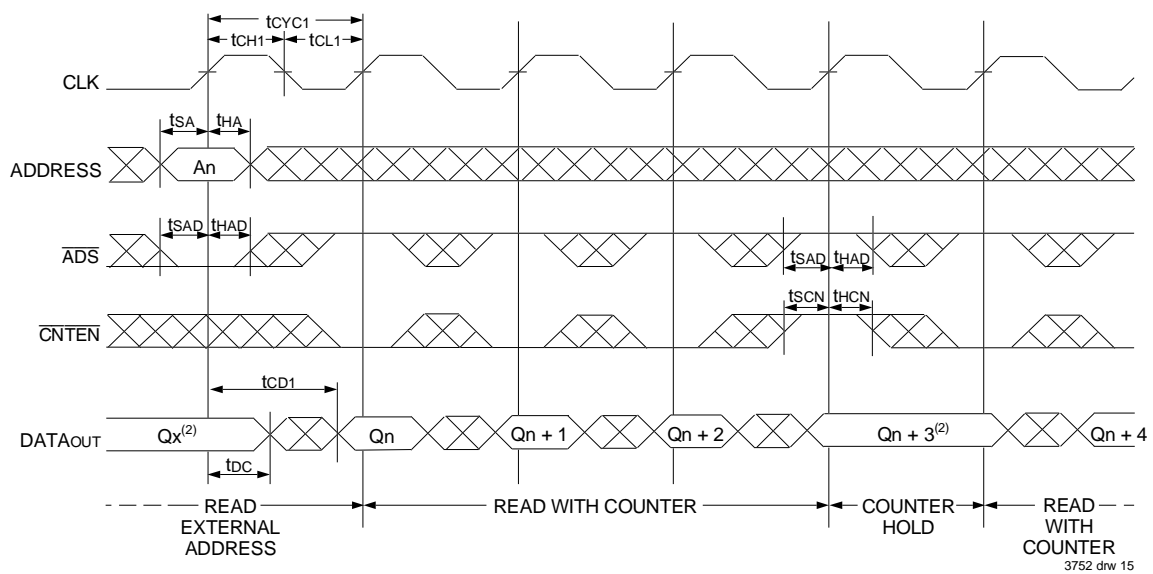 tCYC1
tCH1 tCL1
CLK
tSA tHA
ADDRESS An
tSAD tHAD
ADS
tSAD tHAD
tSCN tHCN
CNTEN
tCD1
DATAOUT Qx(2) Qn Qn + 1 Qn + 2 Qn + 3(2) Qn + 4
tDC
READ EXTERNAL ADDRESS
READ WITH COUNTER
COUNTER HOLD
READ WITH COUNTER
3752 drw 15